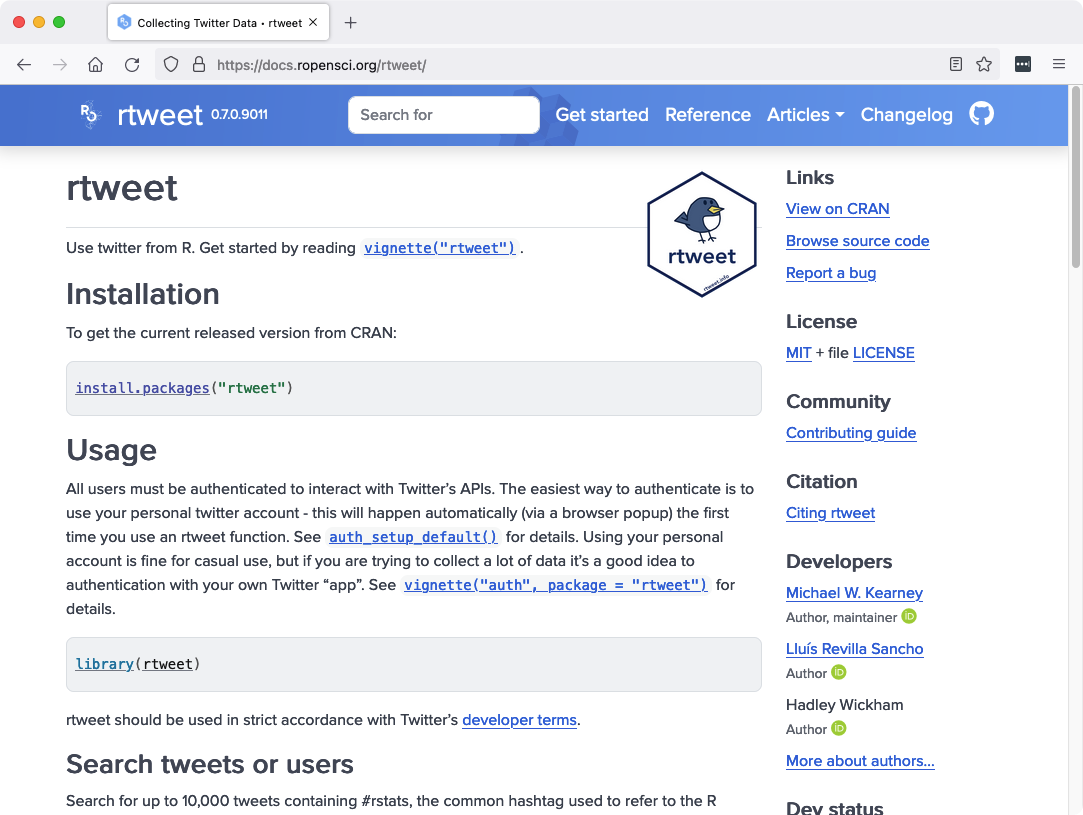 Collecting Twitter Data • rtweet
https://docs.ropensci.org/rtweet/
rtweet 0.7.0.9011
Search for
Get started
Reference
Articles
Changelog
rtweet
Use twitter from R. Get started by reading vignette("rtweet") .
rtweet
rtweet.info
Installation
To get the current released version from CRAN:
install.packages("rtweet")
Usage
All users must be authenticated to interact with Twitter’s APIs. The easiest way to authenticate is to
use your personal twitter account - this will happen automatically (via a browser popup) the first
time you use an rtweet function. See auth_setup_default() for details. Using your personal
account is fine for casual use, but if you are trying to collect a lot of data it’s a good idea to
authentication with your own Twitter “app”. See vignette("auth", package = "rtweet") for
details.
library(rtweet)
rtweet should be used in strict accordance with Twitter’s developer terms.
Search tweets or users
Search for up to 10,000 tweets containing #rstats, the common hashtag used to refer to the R
Links
View on CRAN
Browse source code
Report a bug
License
MIT + file LICENSE
Community
Contributing guide
Citation
Citing rtweet
Developers
Michael W. Kearney
Author, maintainer iD
Lluís Revilla Sancho
Author iD
Hadley Wickham
Author iD
More about authors...
Dev status